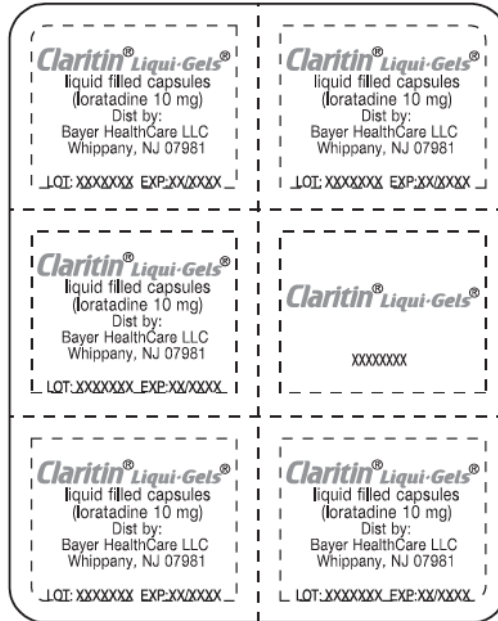 Claritin® Liqui•Gels®
liquid filled capsules
(loratadine 10 mg)
Dist by:
Bayer HealthCare LLC
Whippany, NJ 07981
LOT: XXXXXXX EXP:XX/XXXX
Claritin® Liqui•Gels®
liquid filled capsules
(loratadine 10 mg)
Dist by:
Bayer HealthCare LLC
Whippany, NJ 07981
LOT: XXXXXXX EXP:XX/XXXX
Claritin® Liqui•Gels®
liquid filled capsules
(loratadine 10 mg)
Dist by:
Bayer HealthCare LLC
Whippany, NJ 07981
LOT: XXXXXXX EXP:XX/XXXX
Claritin® Liqui•Gels®
XXXXXXXX
Claritin® Liqui•Gels®
liquid filled capsules
(loratadine 10 mg)
Dist by:
Bayer HealthCare LLC
Whippany, NJ 07981
LOT: XXXXXXX EXP:XX/XXXX
Claritin® Liqui•Gels®
liquid filled capsules
(loratadine 10 mg)
Dist by:
Bayer HealthCare LLC
Whippany, NJ 07981
LOT: XXXXXXX EXP:XX/XXXX